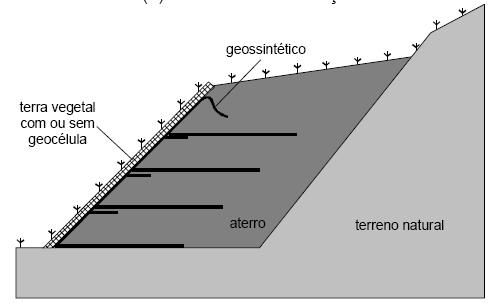 geossintético
terra vegetal
com ou sem
geocélula
aterro
terreno natural